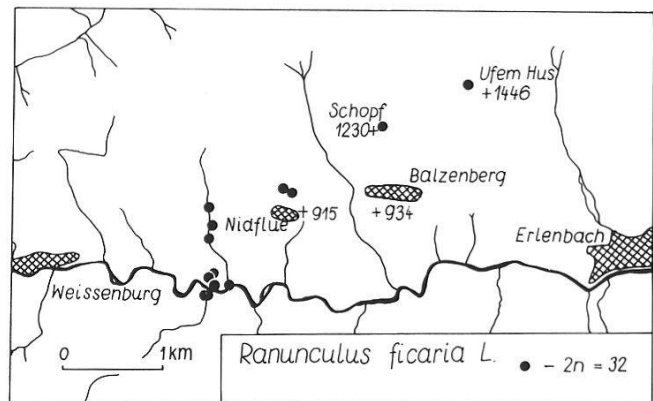 Ufem Hus
+1446
Schopf
1230+
Balzenberg
Nidflue
+915
+934
Erlenbach
Weissenburg
0 1km
Ranunculus ficaria L.
● - 2n = 32